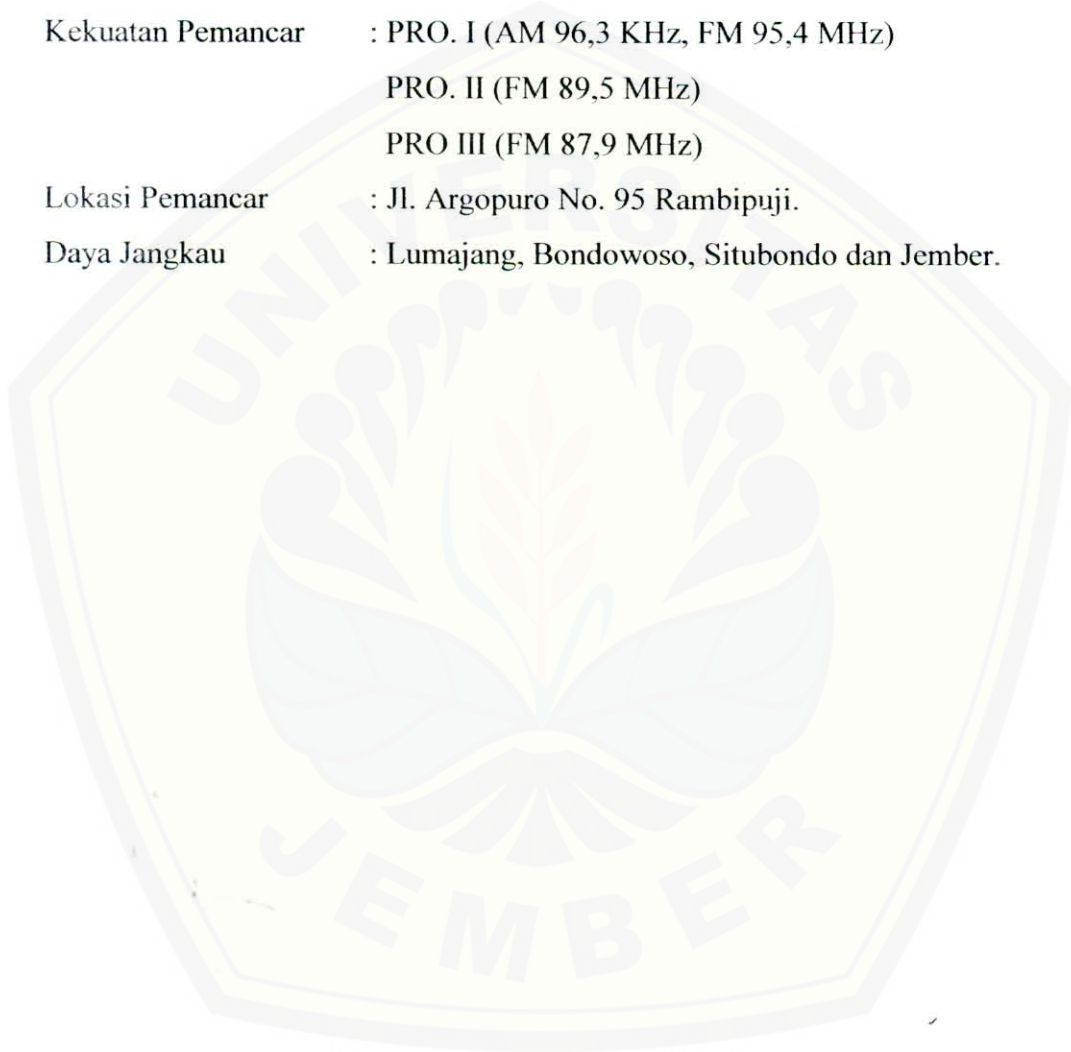 Kekuatan Pemancar : PRO. I (AM 96,3 KHz, FM 95,4 MHz)
PRO. II (FM 89,5 MHz)
PRO III (FM 87,9 MHz)
Lokasi Pemancar : Jl. Argopuro No. 95 Rambipuji.
Daya Jangkau : Lumajang, Bondowoso, Situbondo dan Jember.
UNIVERSITAS
JEMBER